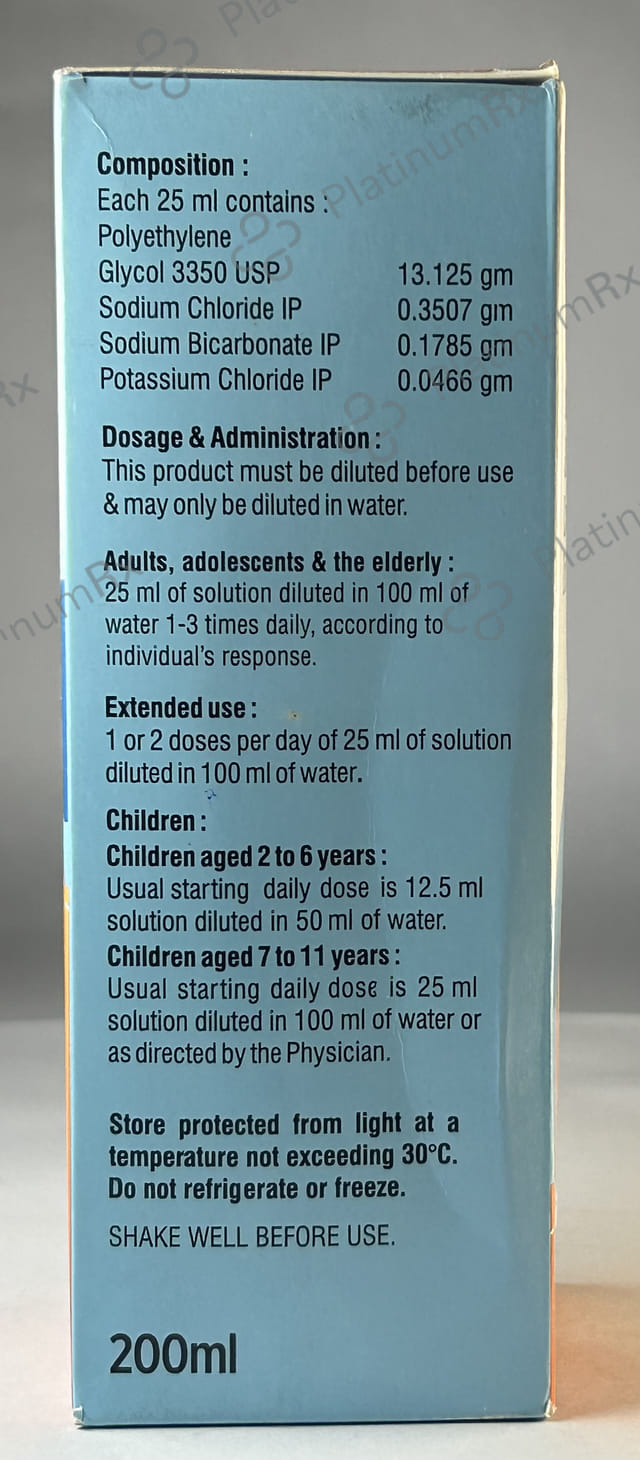 Composition :
Each 25 ml contains :
Polyethylene
Glycol 3350 USP 13.125 gm
Sodium Chloride IP 0.3507 gm
Sodium Bicarbonate IP 0.1785 gm
Potassium Chloride IP 0.0466 gm
Dosage & Administration :
This product must be diluted before use
& may only be diluted in water.
Adults, adolescents & the elderly :
25 ml of solution diluted in 100 ml of
water 1-3 times daily, according to
individual's response.
Extended use :
1 or 2 doses per day of 25 ml of solution
diluted in 100 ml of water.
Children :
Children aged 2 to 6 years :
Usual starting daily dose is 12.5 ml
solution diluted in 50 ml of water.
Children aged 7 to 11 years :
Usual starting daily dose is 25 ml
solution diluted in 100 ml of water or
as directed by the Physician.
Store protected from light at a
temperature not exceeding 30°C.
Do not refrigerate or freeze.
SHAKE WELL BEFORE USE.
200ml
PlatinumRx